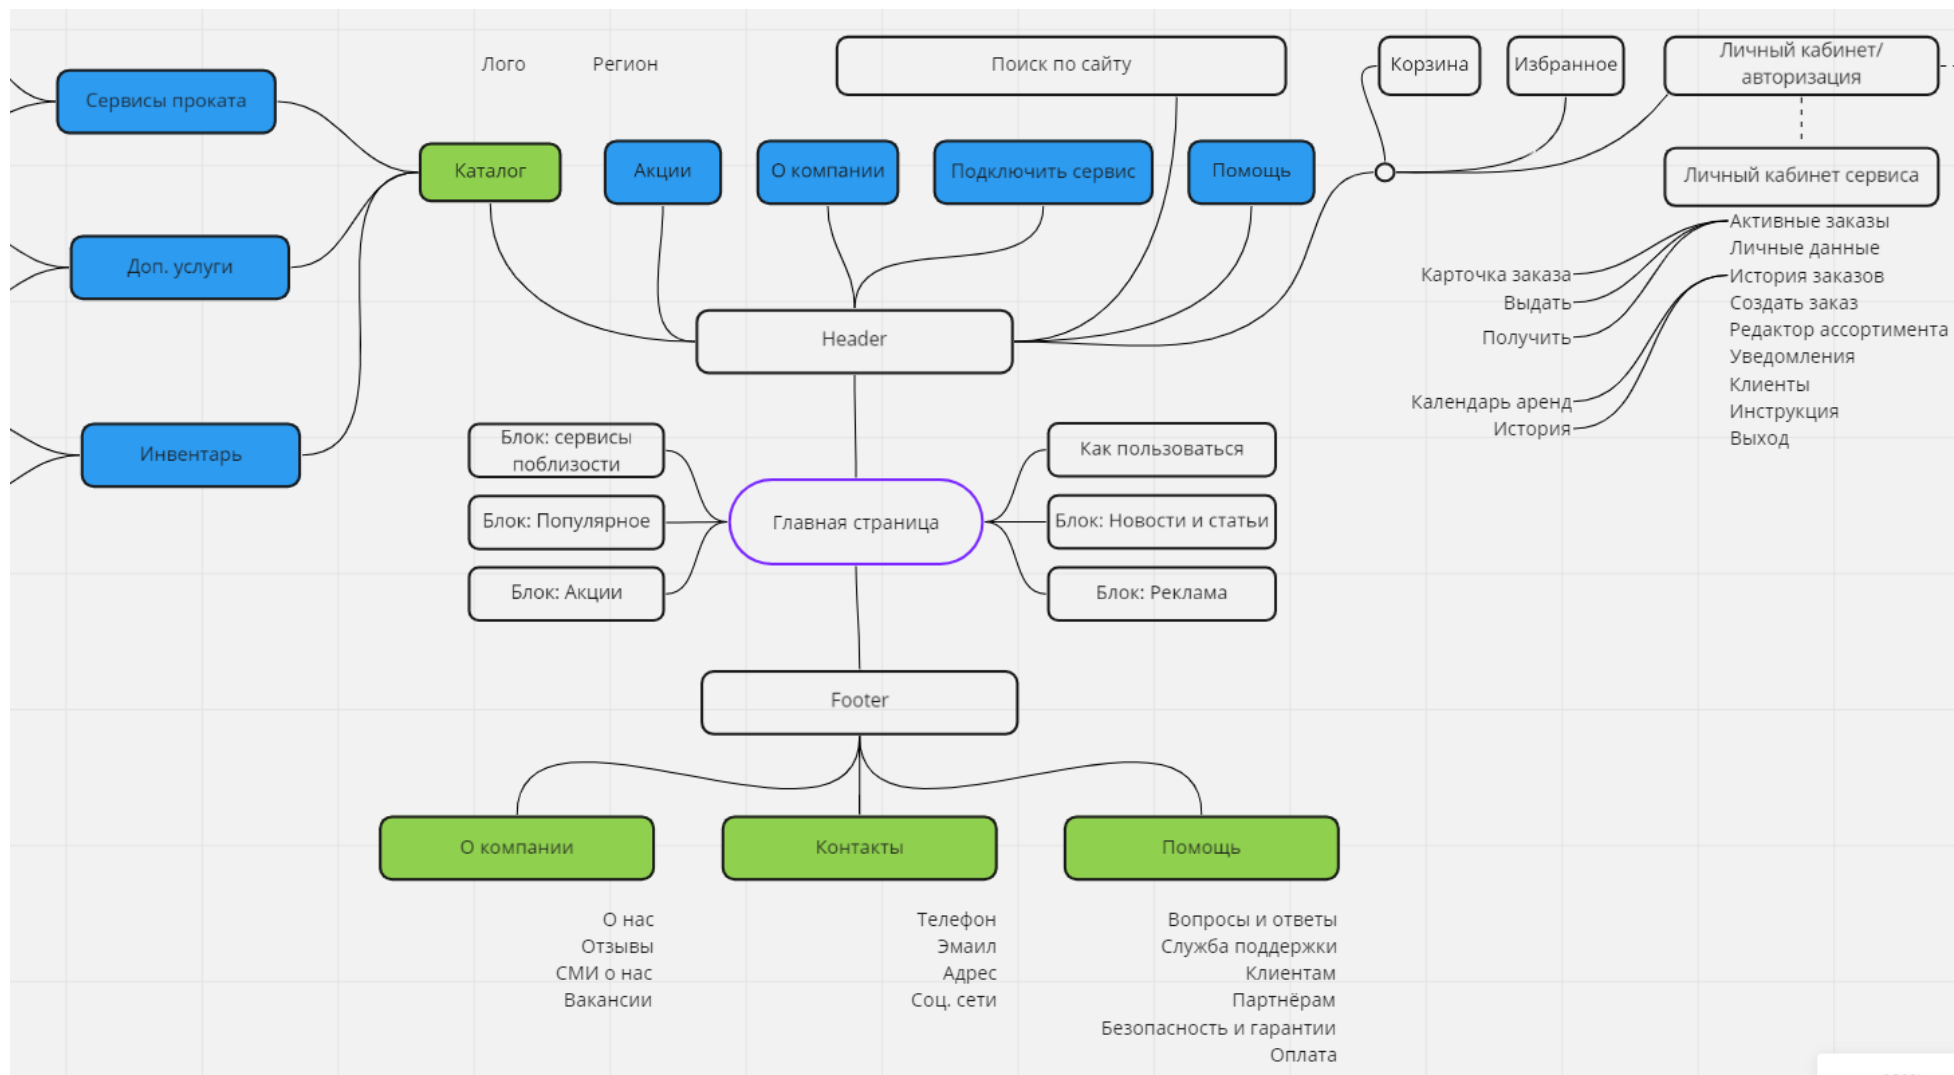 Лого
Регион
Поиск по сайту
Корзина
Избранное
Личный кабинет/
авторизация
Сервисы проката
Каталог
Акции
О компании
Подключить сервис
Помощь
Личный кабинет сервиса
Активные заказы
Личные данные
История заказов
Создать заказ
Редактор ассортимента
Уведомления
Клиенты
Инструкция
Выход
Карточка заказа
Выдать
Получить
Календарь аренд
История
Доп. услуги
Инвентарь
Header
Блок: сервисы
поблизости
Блок: Популярное
Блок: Акции
Главная страница
Как пользоваться
Блок: Новости и статьи
Блок: Реклама
Footer
О компании
О нас
Отзывы
СМИ о нас
Вакансии
Контакты
Телефон
Эмаил
Адрес
Соц. сети
Помощь
Вопросы и ответы
Служба поддержки
Клиентам
Партнёрам
Безопасность и гарантии
Оплата